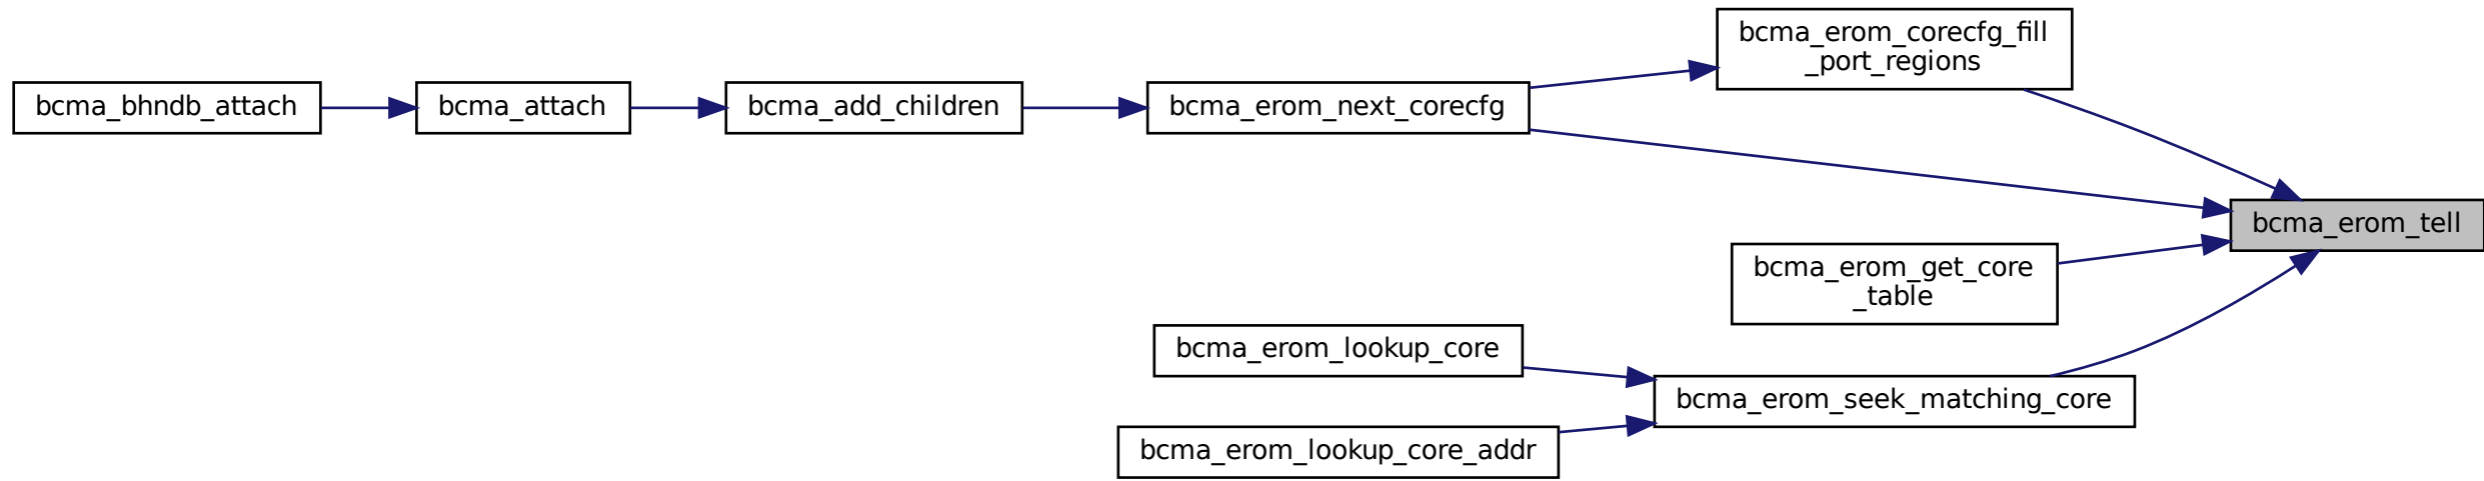 bcma_erom_corecfg_fill
_port_regions
bcma_bhndb_attach
bcma_attach
bcma_add_children
bcma_erom_next_corecfg
bcma_erom_tell
bcma_erom_get_core
_table
bcma_erom_lookup_core
bcma_erom_seek_matching_core
bcma_erom_lookup_core_addr